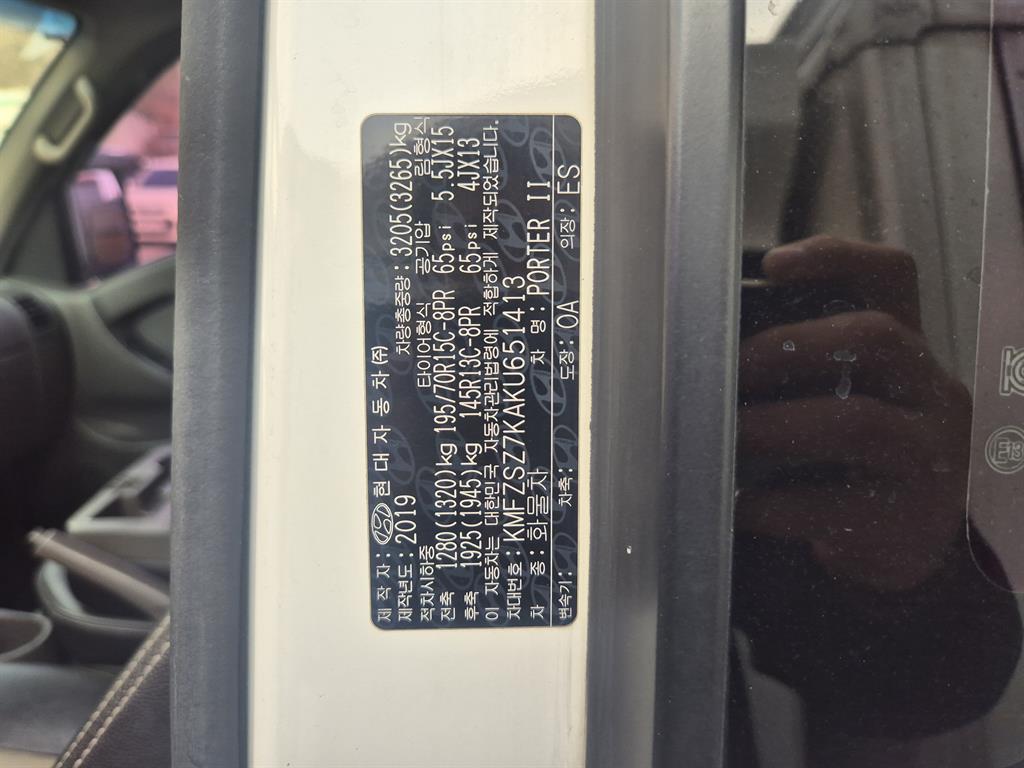 제 작 자: 현 대 자 동 차 (주)
제작년도: 2019 차량총중량: 3205(3265)kg
적차시하중 타이어형식 공기압 림형식
전축 1280(1320)kg 195/70R15C-8PR 65psi 5.5JX15
후축 1925(1945)kg 145R13C-8PR 65psi 4JX13
이 자동차는 대한민국 자동차관리법령에 적합하게 제작되었습니다.
차대번호: KMFZSZ7KAKU651413
차 종: 화물차 차 명: PORTER II
변속기: 차축: 도장: OA 의장: ES